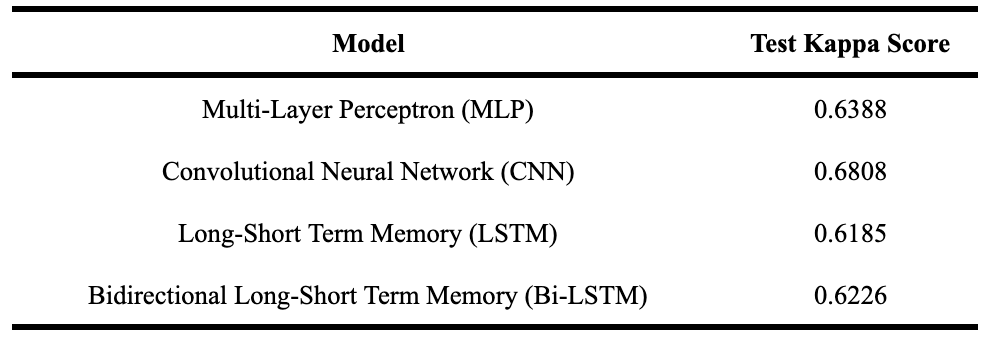 Model Test Kappa Score
Multi-Layer Perceptron (MLP) 0.6388
Convolutional Neural Network (CNN) 0.6808
Long-Short Term Memory (LSTM) 0.6185
Bidirectional Long-Short Term Memory (Bi-LSTM) 0.6226